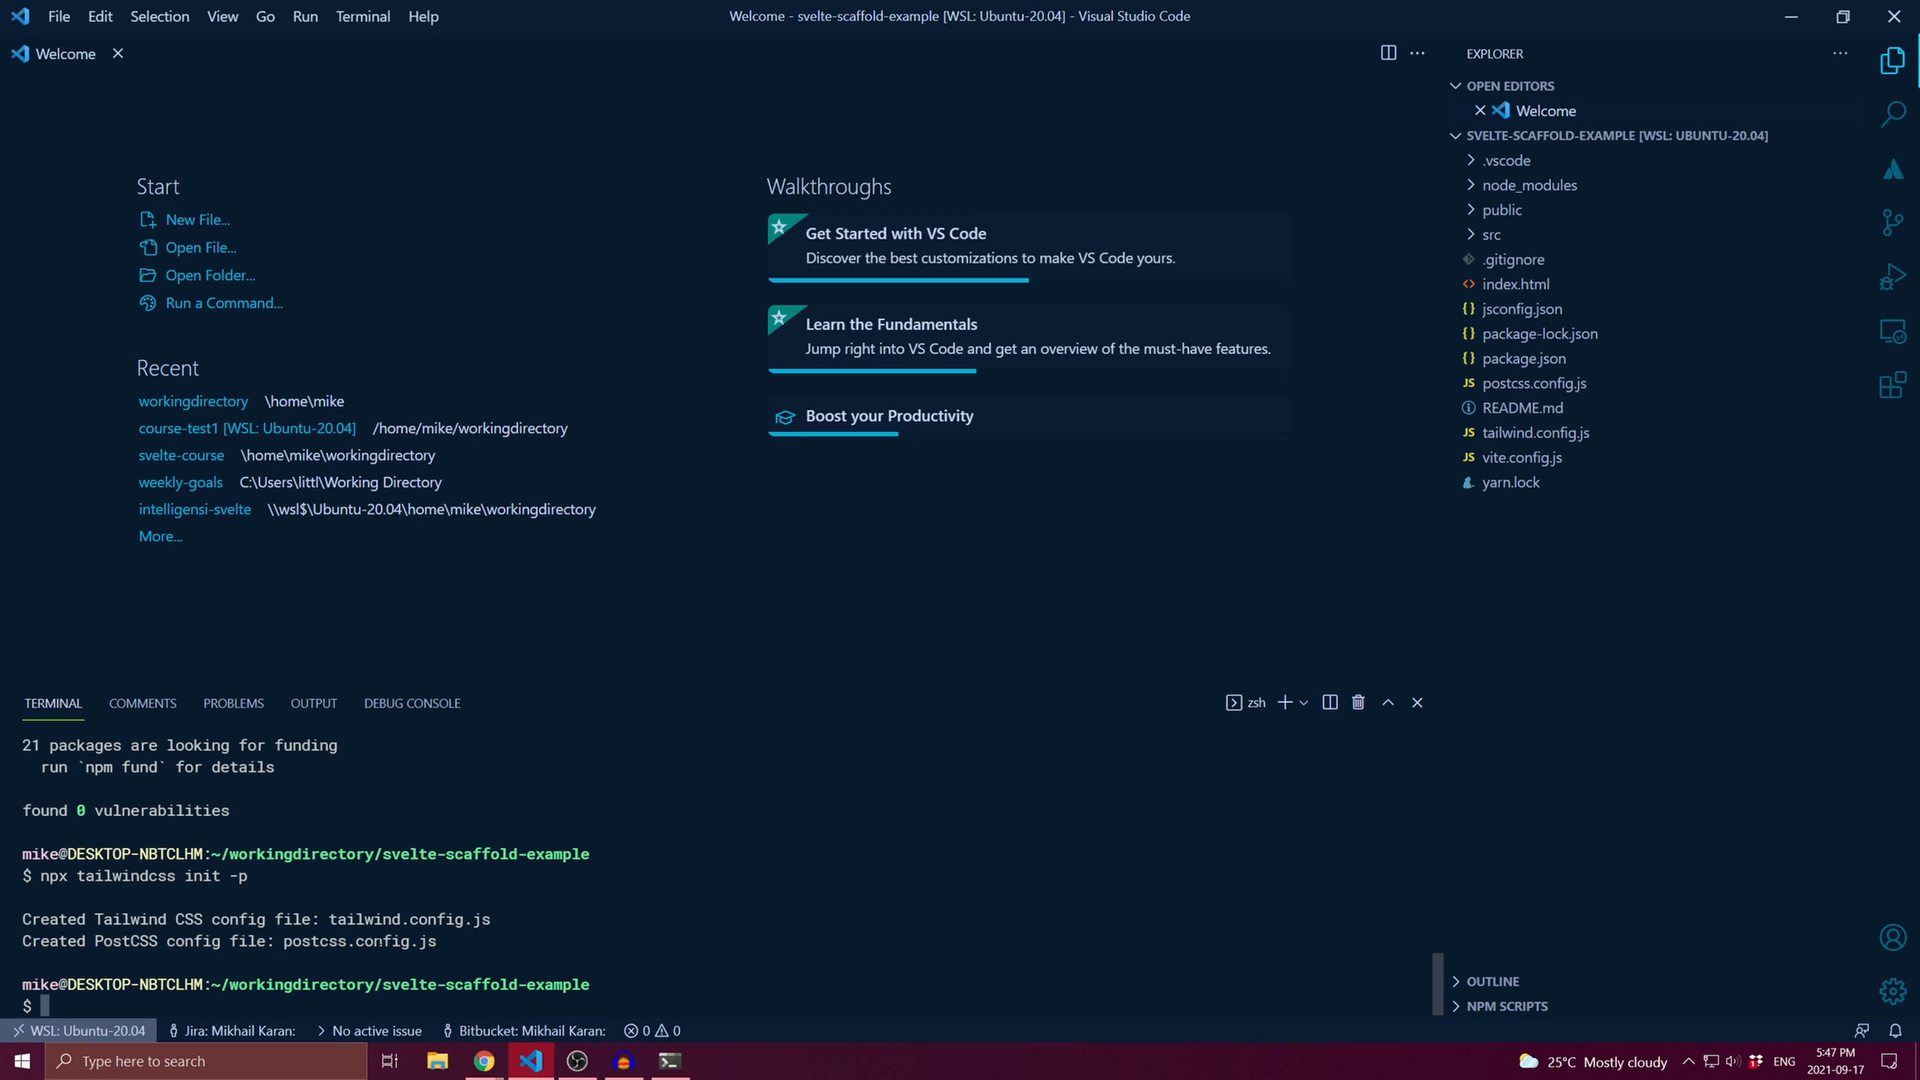 File Edit Selection View Go Run Terminal Help
Welcome - svelte-scaffold-example [WSL: Ubuntu-20.04] - Visual Studio Code
Welcome
Start
New File...
Open File...
Open Folder...
Run a Command...
Recent
workingdirectory \home\mike
course-test1 [WSL: Ubuntu-20.04] /home/mike/workingdirectory
svelte-course \home\mike\workingdirectory
weekly-goals C:\Users\littl\Working Directory
intelligensi-svelte \\wsl$\Ubuntu-20.04\home\mike\workingdirectory
More...
Walkthroughs
Get Started with VS Code
Discover the best customizations to make VS Code yours.
Learn the Fundamentals
Jump right into VS Code and get an overview of the must-have features.
Boost your Productivity
EXPLORER
OPEN EDITORS
Welcome
SVELTE-SCAFFOLD-EXAMPLE [WSL: UBUNTU-20.04]
.vscode
node_modules
public
src
.gitignore
index.html
{} jsconfig.json
{} package-lock.json
{} package.json
JS postcss.config.js
README.md
JS tailwind.config.js
JS vite.config.js
yarn.lock
OUTLINE
NPM SCRIPTS
TERMINAL COMMENTS PROBLEMS OUTPUT DEBUG CONSOLE
zsh
21 packages are looking for funding
run `npm fund` for details
found 0 vulnerabilities
mike@DESKTOP-NBTCLHM:~/workingdirectory/svelte-scaffold-example
$ npx tailwindcss init -p
Created Tailwind CSS config file: tailwind.config.js
Created PostCSS config file: postcss.config.js
mike@DESKTOP-NBTCLHM:~/workingdirectory/svelte-scaffold-example
$
WSL: Ubuntu-20.04 Jira: Mikhail Karan: No active issue Bitbucket: Mikhail Karan: 0 0
Type here to search
25°C Mostly cloudy
ENG
5:47 PM
2021-09-17